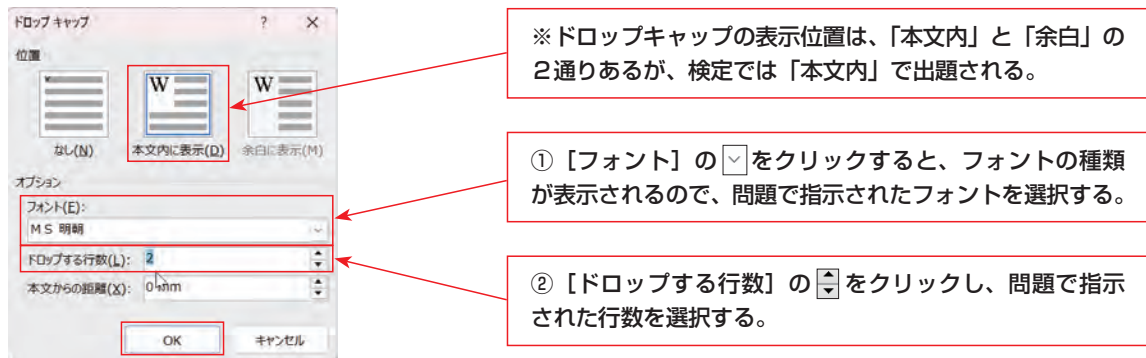 ドロップ キャップ ? ×
位置
W
W
なし(N) 本文内に表示(D) 余白に表示(M)
オプション
フォント(F):
MS 明朝
ドロップする行数(L): 2
本文からの距離(X): 0 mm
OK キャンセル
※ドロップキャップの表示位置は、「本文内」と「余白」の
2通りあるが、検定では「本文内」で出題される。
①［フォント］の をクリックすると、フォントの種類
が表示されるので、問題で指示されたフォントを選択する。
②［ドロップする行数］の をクリックし、問題で指示
された行数を選択する。